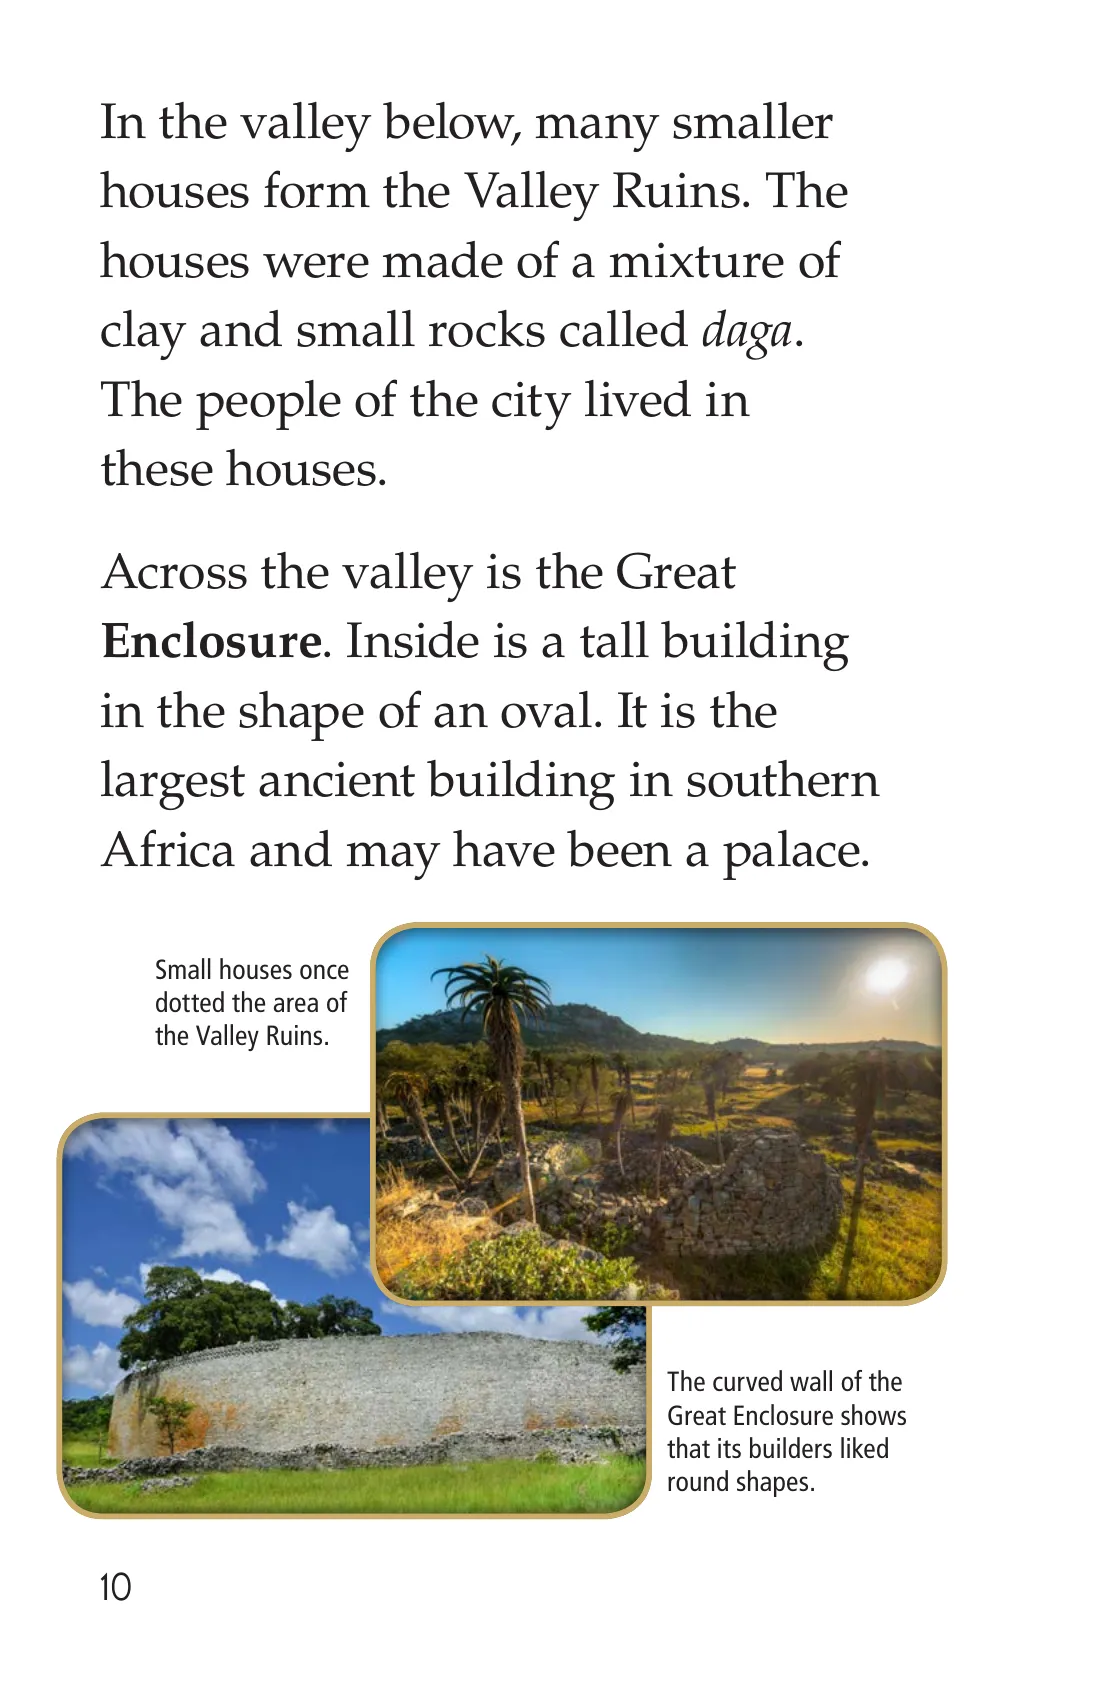 In the valley below, many smaller
houses form the Valley Ruins. The
houses were made of a mixture of
clay and small rocks called daga.
The people of the city lived in
these houses.
Across the valley is the Great
Enclosure. Inside is a tall building
in the shape of an oval. It is the
largest ancient building in southern
Africa and may have been a palace.
Small houses once
dotted the area of
the Valley Ruins.
The curved wall of the
Great Enclosure shows
that its builders liked
round shapes.
10